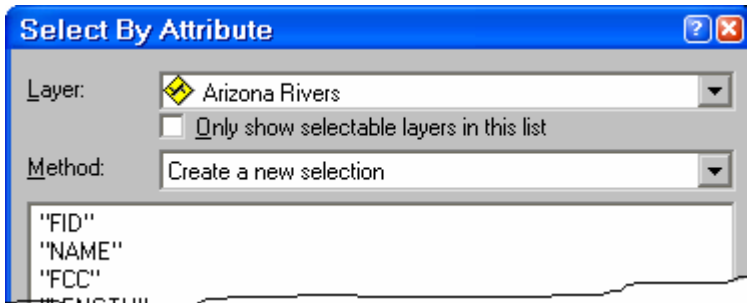 Select By Attribute
Layer: Arizona Rivers
Only show selectable layers in this list
Method: Create a new selection
"FID"
"NAME"
"FCC"
"LENGTH"